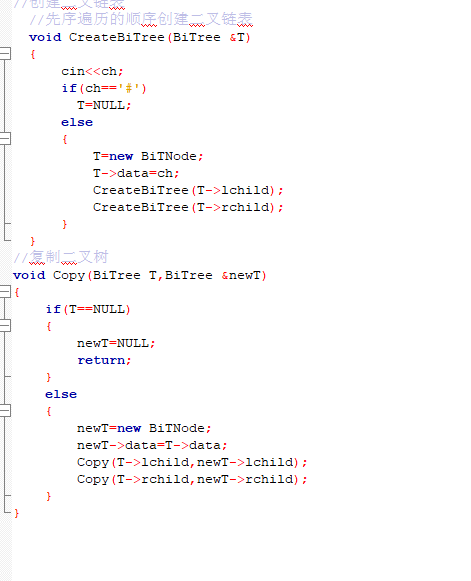 //创建二叉链表
//先序遍历的顺序创建二叉链表
void CreateBiTree(BiTree &T)
{
cin<<ch;
if(ch=='#')
T=NULL;
else
{
T=new BiTNode;
T->data=ch;
CreateBiTree(T->lchild);
CreateBiTree(T->rchild);
}
}
//复制二叉树
void Copy(BiTree T,BiTree &newT)
{
if(T==NULL)
{
newT=NULL;
return;
}
else
{
newT=new BiTNode;
newT->data=T->data;
Copy(T->lchild,newT->lchild);
Copy(T->rchild,newT->rchild);
}
}